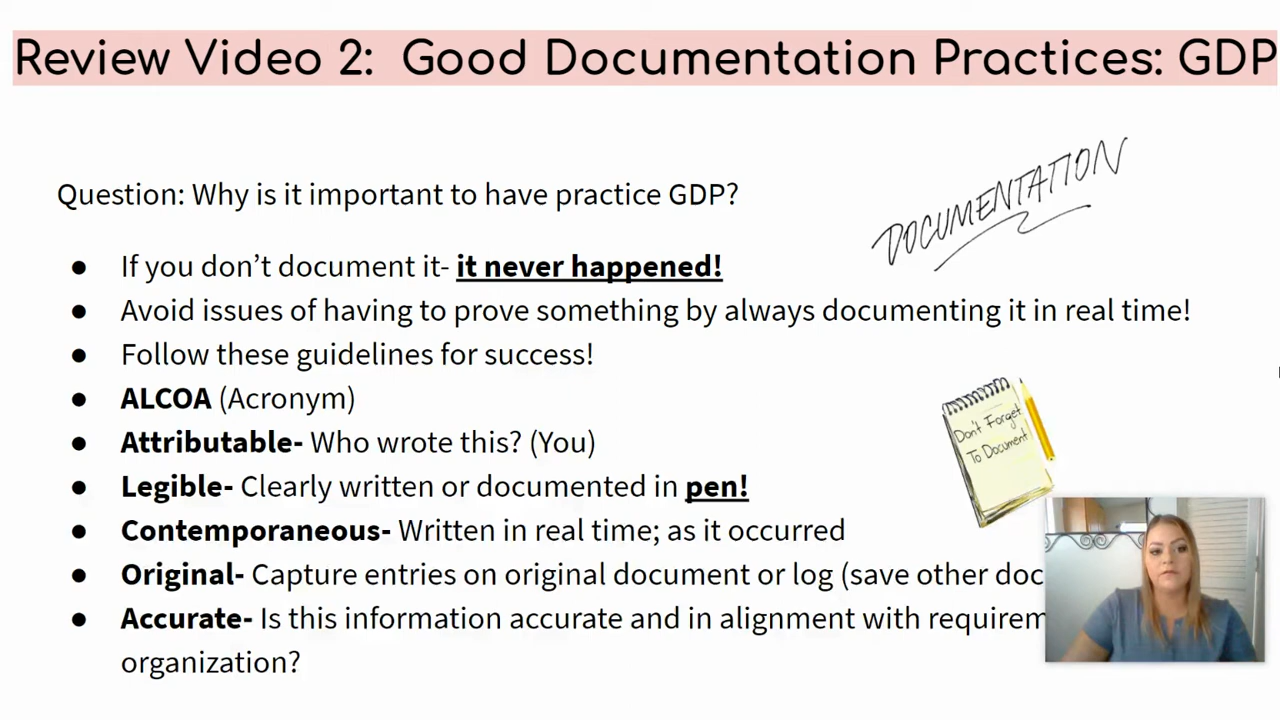 Review Video 2: Good Documentation Practices: GDP
Question: Why is it important to have practice GDP?
DOCUMENTATION
● If you don't document it- it never happened!
● Avoid issues of having to prove something by always documenting it in real time!
● Follow these guidelines for success!
● ALCOA (Acronym)
● Attributable- Who wrote this? (You)
● Legible- Clearly written or documented in pen!
● Contemporaneous- Written in real time; as it occurred
● Original- Capture entries on original document or log (save other doc
● Accurate- Is this information accurate and in alignment with requirem
organization?
Don't Forget
To Document!